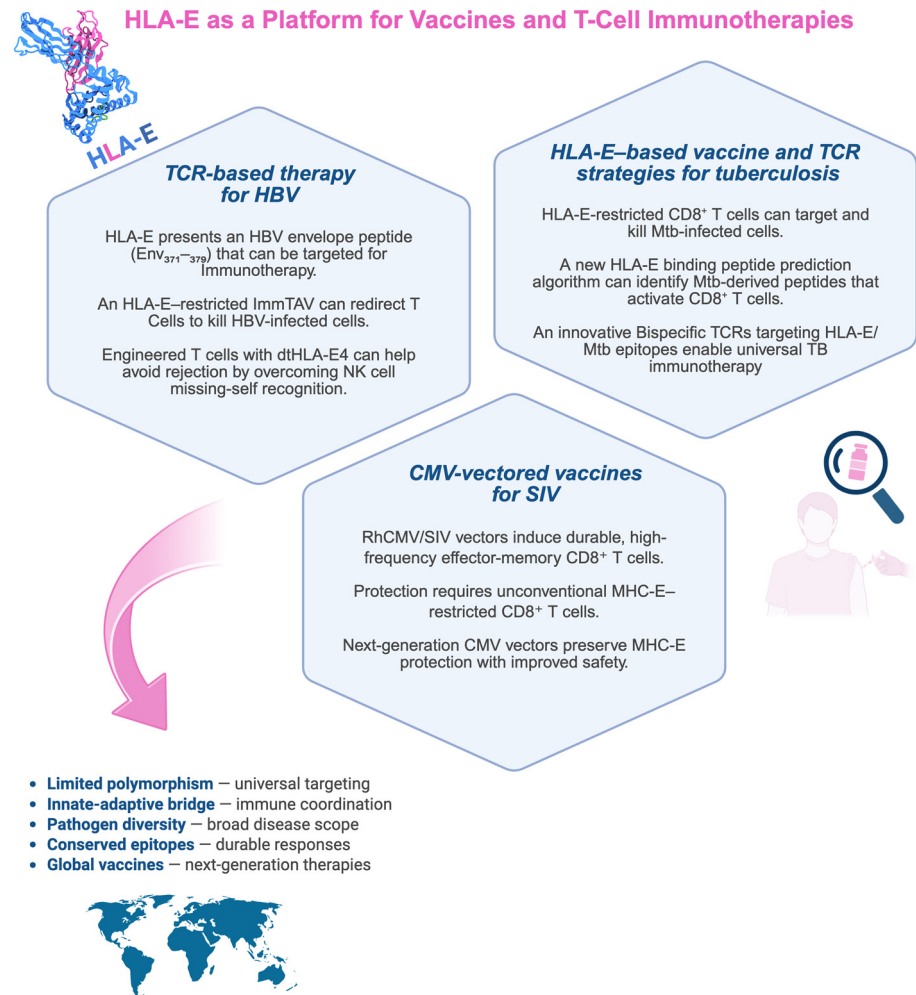 HLA-E as a Platform for Vaccines and T-Cell Immunotherapies
HLA-E
TCR-based therapy
for HBV
HLA-E presents an HBV envelope peptide
(Env₃₇₁–₃₇₉) that can be targeted for
Immunotherapy.
An HLA-E–restricted ImmTAV can redirect T
Cells to kill HBV-infected cells.
Engineered T cells with dtHLA-E4 can help
avoid rejection by overcoming NK cell
missing-self recognition.
HLA-E–based vaccine and TCR
strategies for tuberculosis
HLA-E-restricted CD8⁺ T cells can target and
kill Mtb-infected cells.
A new HLA-E binding peptide prediction
algorithm can identify Mtb-derived peptides that
activate CD8⁺ T cells.
An innovative Bispecific TCRs targeting HLA-E/
Mtb epitopes enable universal TB
immunotherapy
CMV-vectored vaccines
for SIV
RhCMV/SIV vectors induce durable, high-
frequency effector-memory CD8⁺ T cells.
Protection requires unconventional MHC-E–
restricted CD8⁺ T cells.
Next-generation CMV vectors preserve MHC-E
protection with improved safety.
• Limited polymorphism — universal targeting
• Innate-adaptive bridge — immune coordination
• Pathogen diversity — broad disease scope
• Conserved epitopes — durable responses
• Global vaccines — next-generation therapies